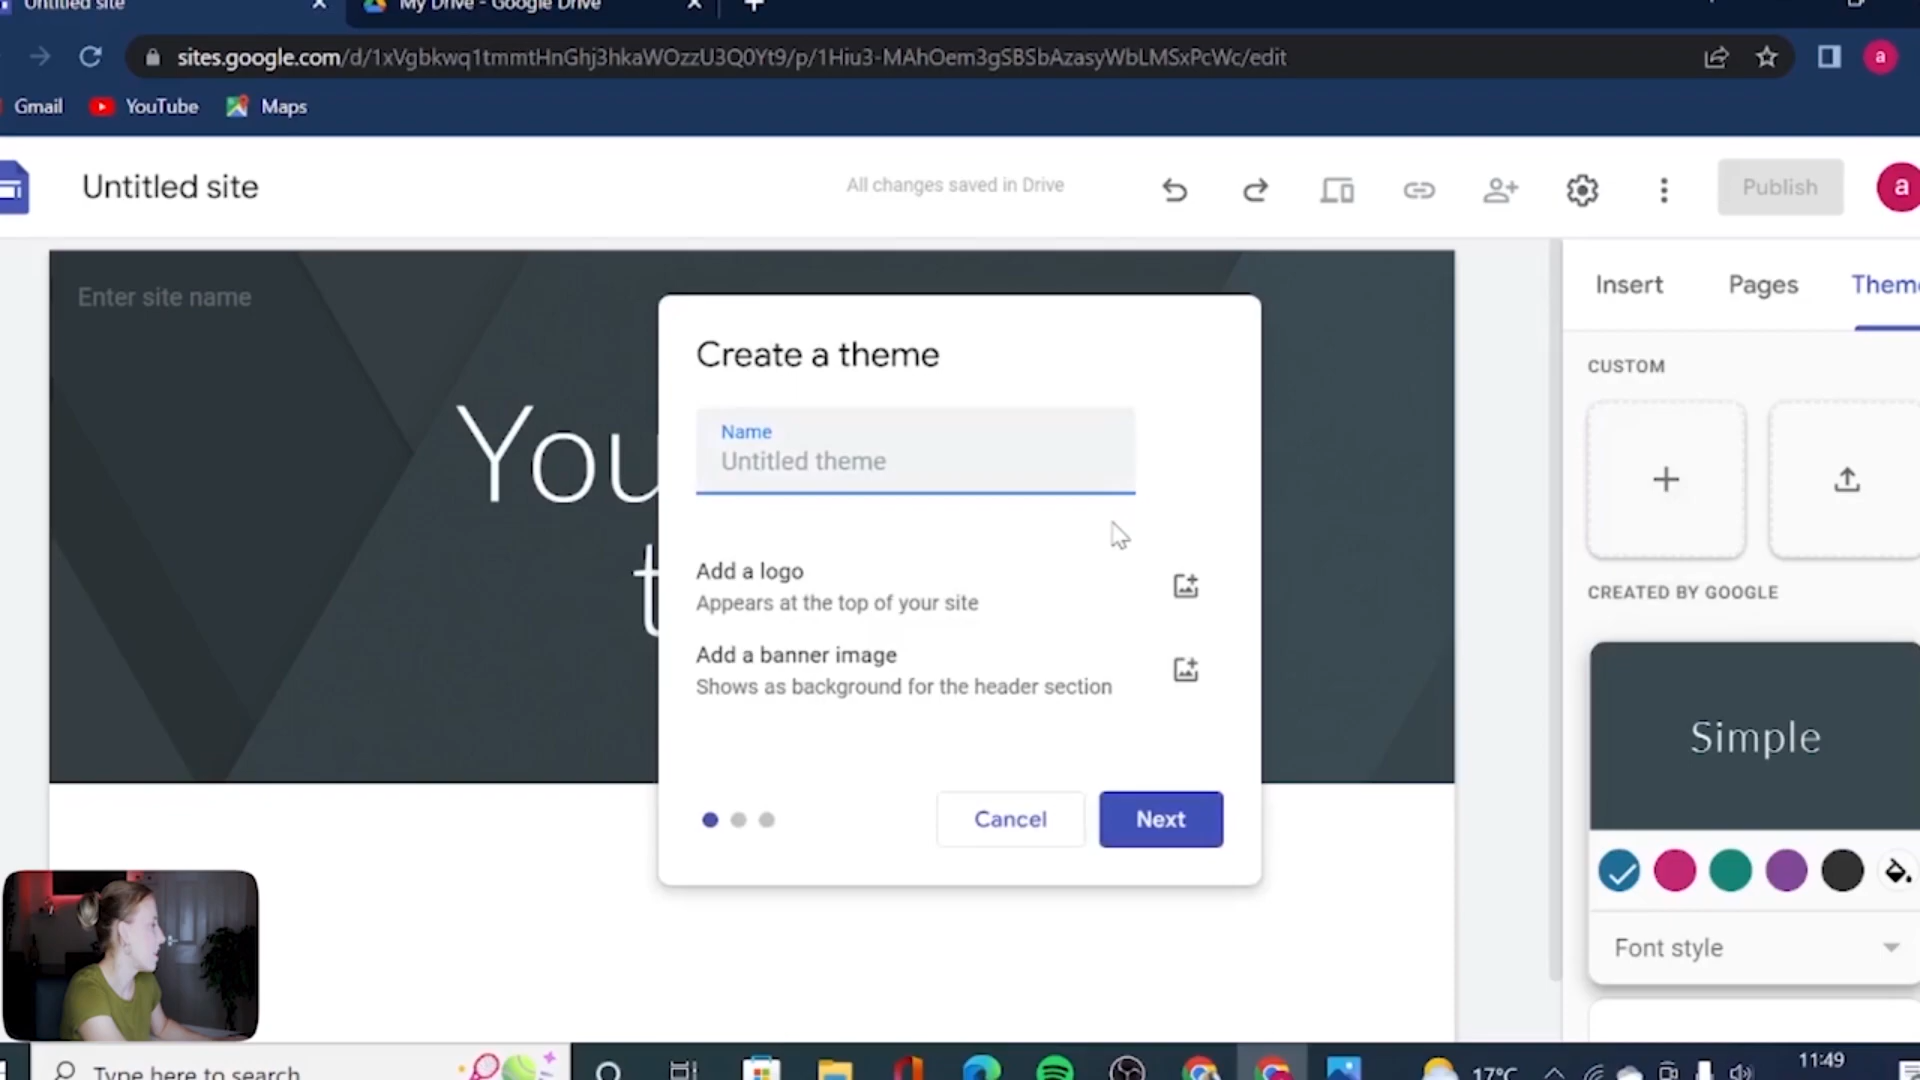 Untitled site
My Drive - Google Drive
sites.google.com/d/1xVgbkwq1tmmtHnGhj3hkaWOzzU3Q0Yt9/p/1Hiu3-MAhOem3gSBSbAzasyWbLMSxPcWc/edit
a
Gmail
YouTube
Maps
Untitled site
All changes saved in Drive
Publish
a
Enter site name
You
t
Insert
Pages
Them
Create a theme
Name
Untitled theme
Add a logo
Appears at the top of your site
Add a banner image
Shows as background for the header section
Cancel
Next
CUSTOM
CREATED BY GOOGLE
Simple
Font style
Type here to search
17°C
11:49